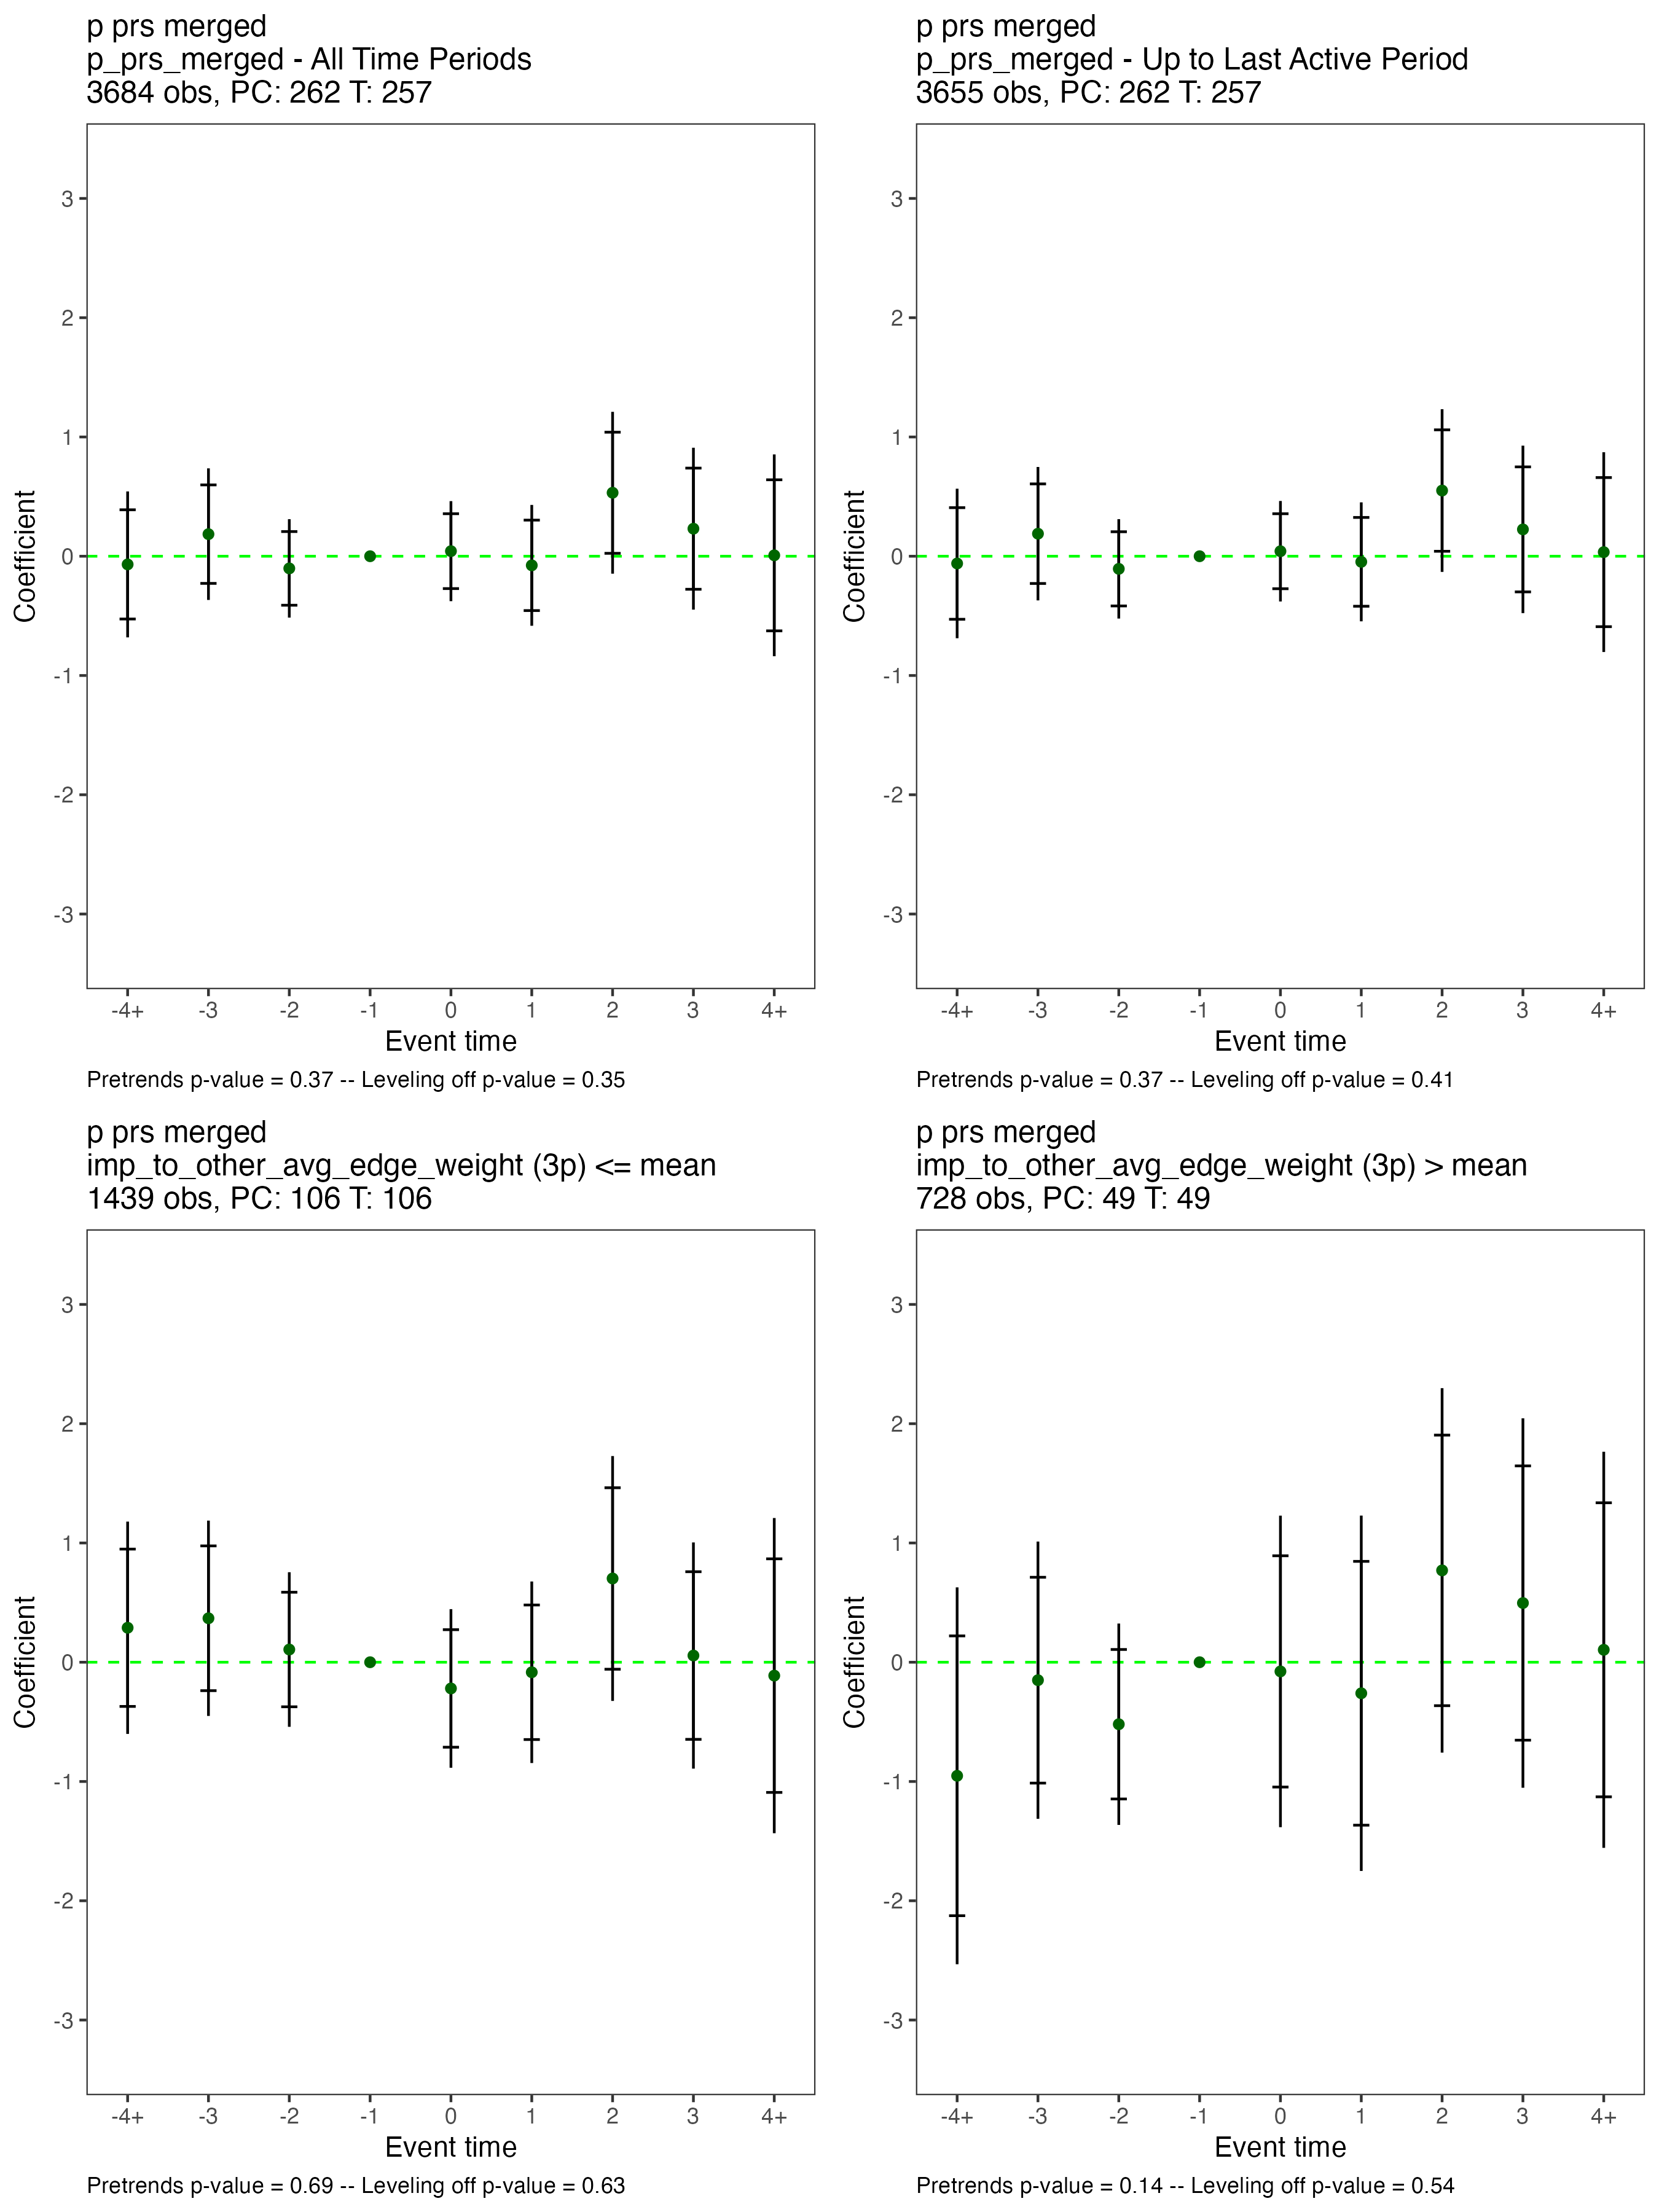 p prs merged
p_prs_merged - All Time Periods
3684 obs, PC: 262 T: 257
3
2
1
0
-1
-2
-3
Coefficient
-4+ -3 -2 -1 0 1 2 3 4+
Event time
Pretrends p-value = 0.37 -- Leveling off p-value = 0.35
p prs merged
p_prs_merged - Up to Last Active Period
3655 obs, PC: 262 T: 257
3
2
1
0
-1
-2
-3
Coefficient
-4+ -3 -2 -1 0 1 2 3 4+
Event time
Pretrends p-value = 0.37 -- Leveling off p-value = 0.41
p prs merged
imp_to_other_avg_edge_weight (3p) <= mean
1439 obs, PC: 106 T: 106
3
2
1
0
-1
-2
-3
Coefficient
-4+ -3 -2 -1 0 1 2 3 4+
Event time
Pretrends p-value = 0.69 -- Leveling off p-value = 0.63
p prs merged
imp_to_other_avg_edge_weight (3p) > mean
728 obs, PC: 49 T: 49
3
2
1
0
-1
-2
-3
Coefficient
-4+ -3 -2 -1 0 1 2 3 4+
Event time
Pretrends p-value = 0.14 -- Leveling off p-value = 0.54